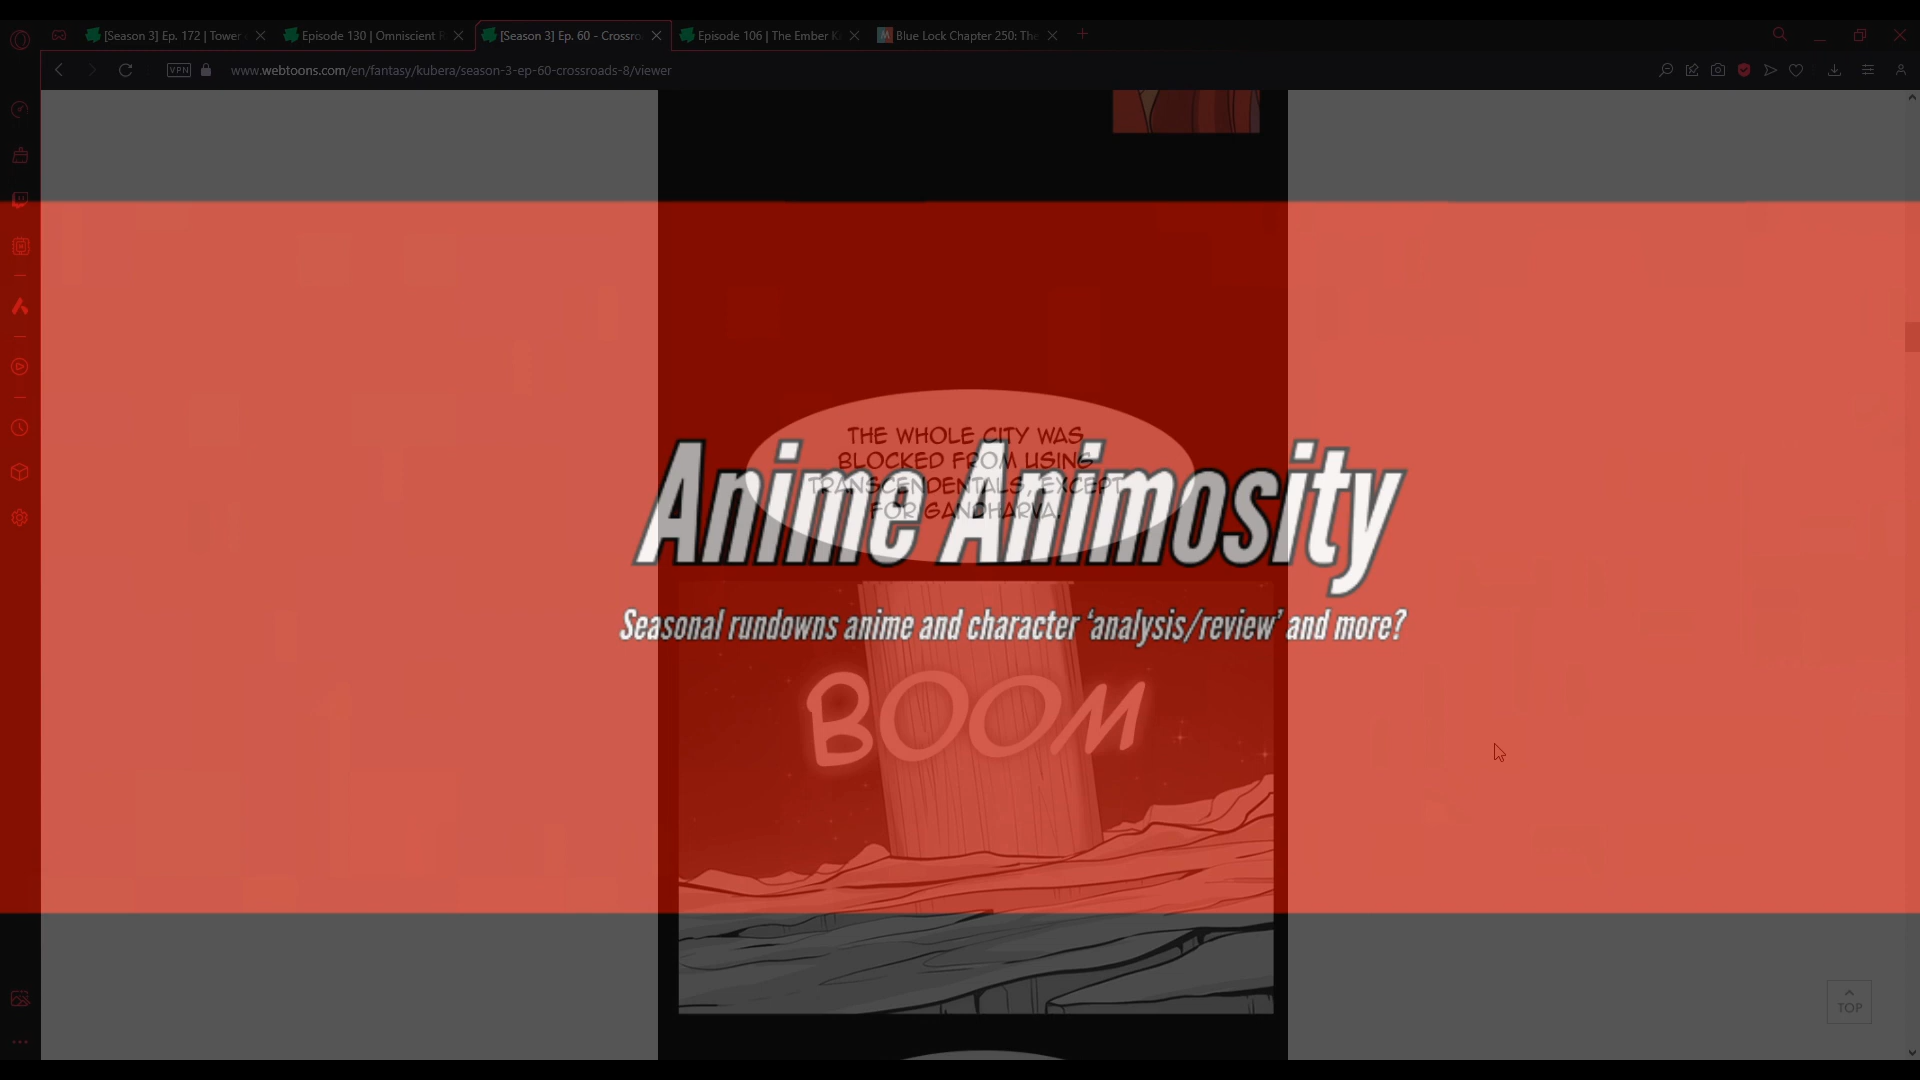 [Season 3] Ep. 172 | Tower
Episode 130 | Omniscient R
[Season 3] Ep. 60 - Crossro
Episode 106 | The Ember K
Blue Lock Chapter 250: The
VPN
www.webtoons.com/en/fantasy/kubera/season-3-ep-60-crossroads-8/viewer
THE WHOLE CITY WAS
BLOCKED FROM USING
TRANSCENDENTALS, EXCEPT
FOR GANDHARVA.
Anime Animosity
Seasonal rundowns anime and character ‘analysis/review’ and more?
BOOM
TOP